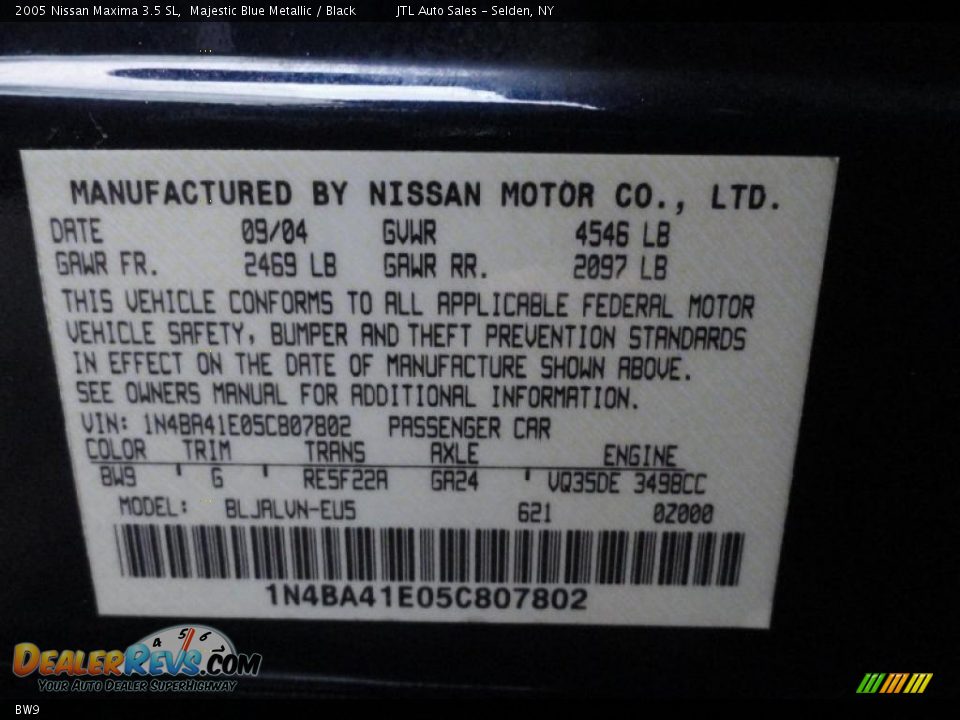 2005 Nissan Maxima 3.5 SL, Majestic Blue Metallic / Black JTL Auto Sales - Selden, NY
MANUFACTURED BY NISSAN MOTOR CO., LTD.
DATE 09/04 GVWR 4546 LB
GAWR FR. 2469 LB GAWR RR. 2097 LB
THIS VEHICLE CONFORMS TO ALL APPLICABLE FEDERAL MOTOR
VEHICLE SAFETY, BUMPER AND THEFT PREVENTION STANDARDS
IN EFFECT ON THE DATE OF MANUFACTURE SHOWN ABOVE.
SEE OWNERS MANUAL FOR ADDITIONAL INFORMATION.
VIN: 1N4BA41E05C807802 PASSENGER CAR
COLOR TRIM TRANS AXLE ENGINE
BW9 ' G ' RE5F22A GA24 ' VQ35DE 3498CC
MODEL: BLJALVN-EU5 621 0Z000
1N4BA41E05C807802
4 5 6 7
DEALERREVS.COM
YOUR AUTO DEALER SUPERHIGHWAY
BW9